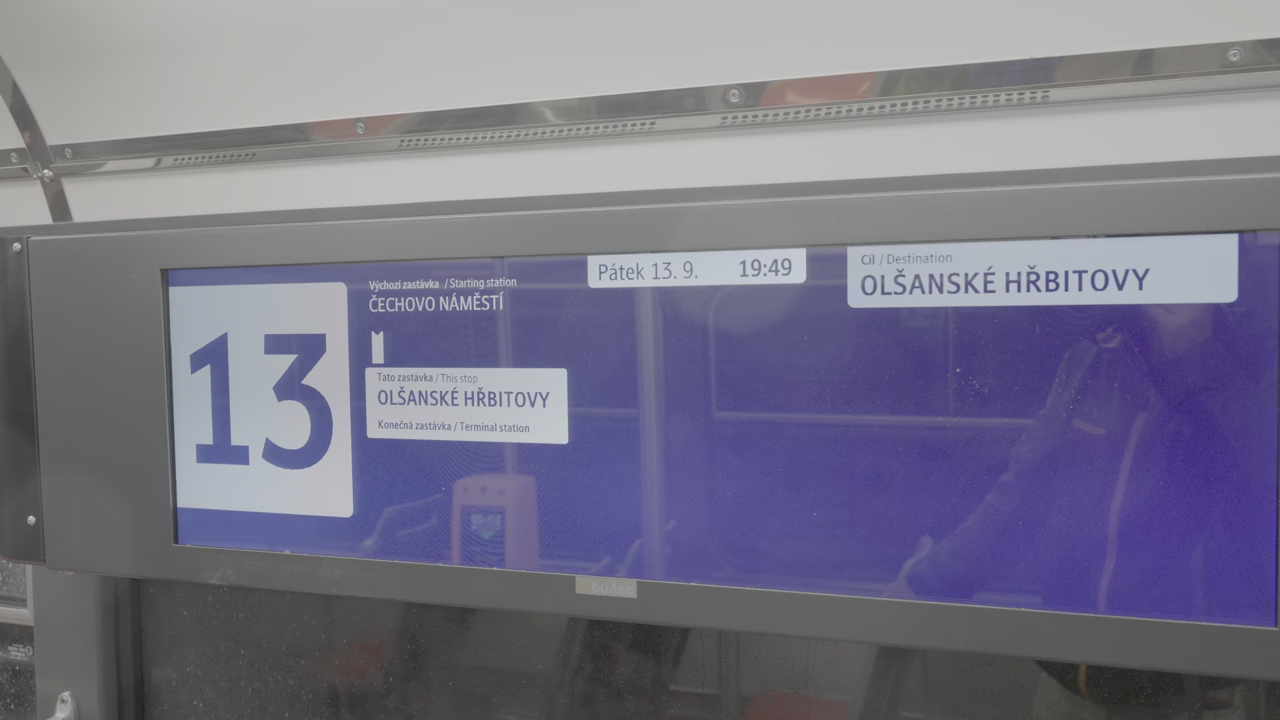 13
Výchozí zastávka / Starting station
ČECHOVO NÁMĚSTÍ
Tato zastávka / This stop
OLŠANSKÉ HŘBITOVY
Konečná zastávka / Terminal station
Pátek 13. 9. 19:49
Cíl / Destination
OLŠANSKÉ HŘBITOVY
bustec